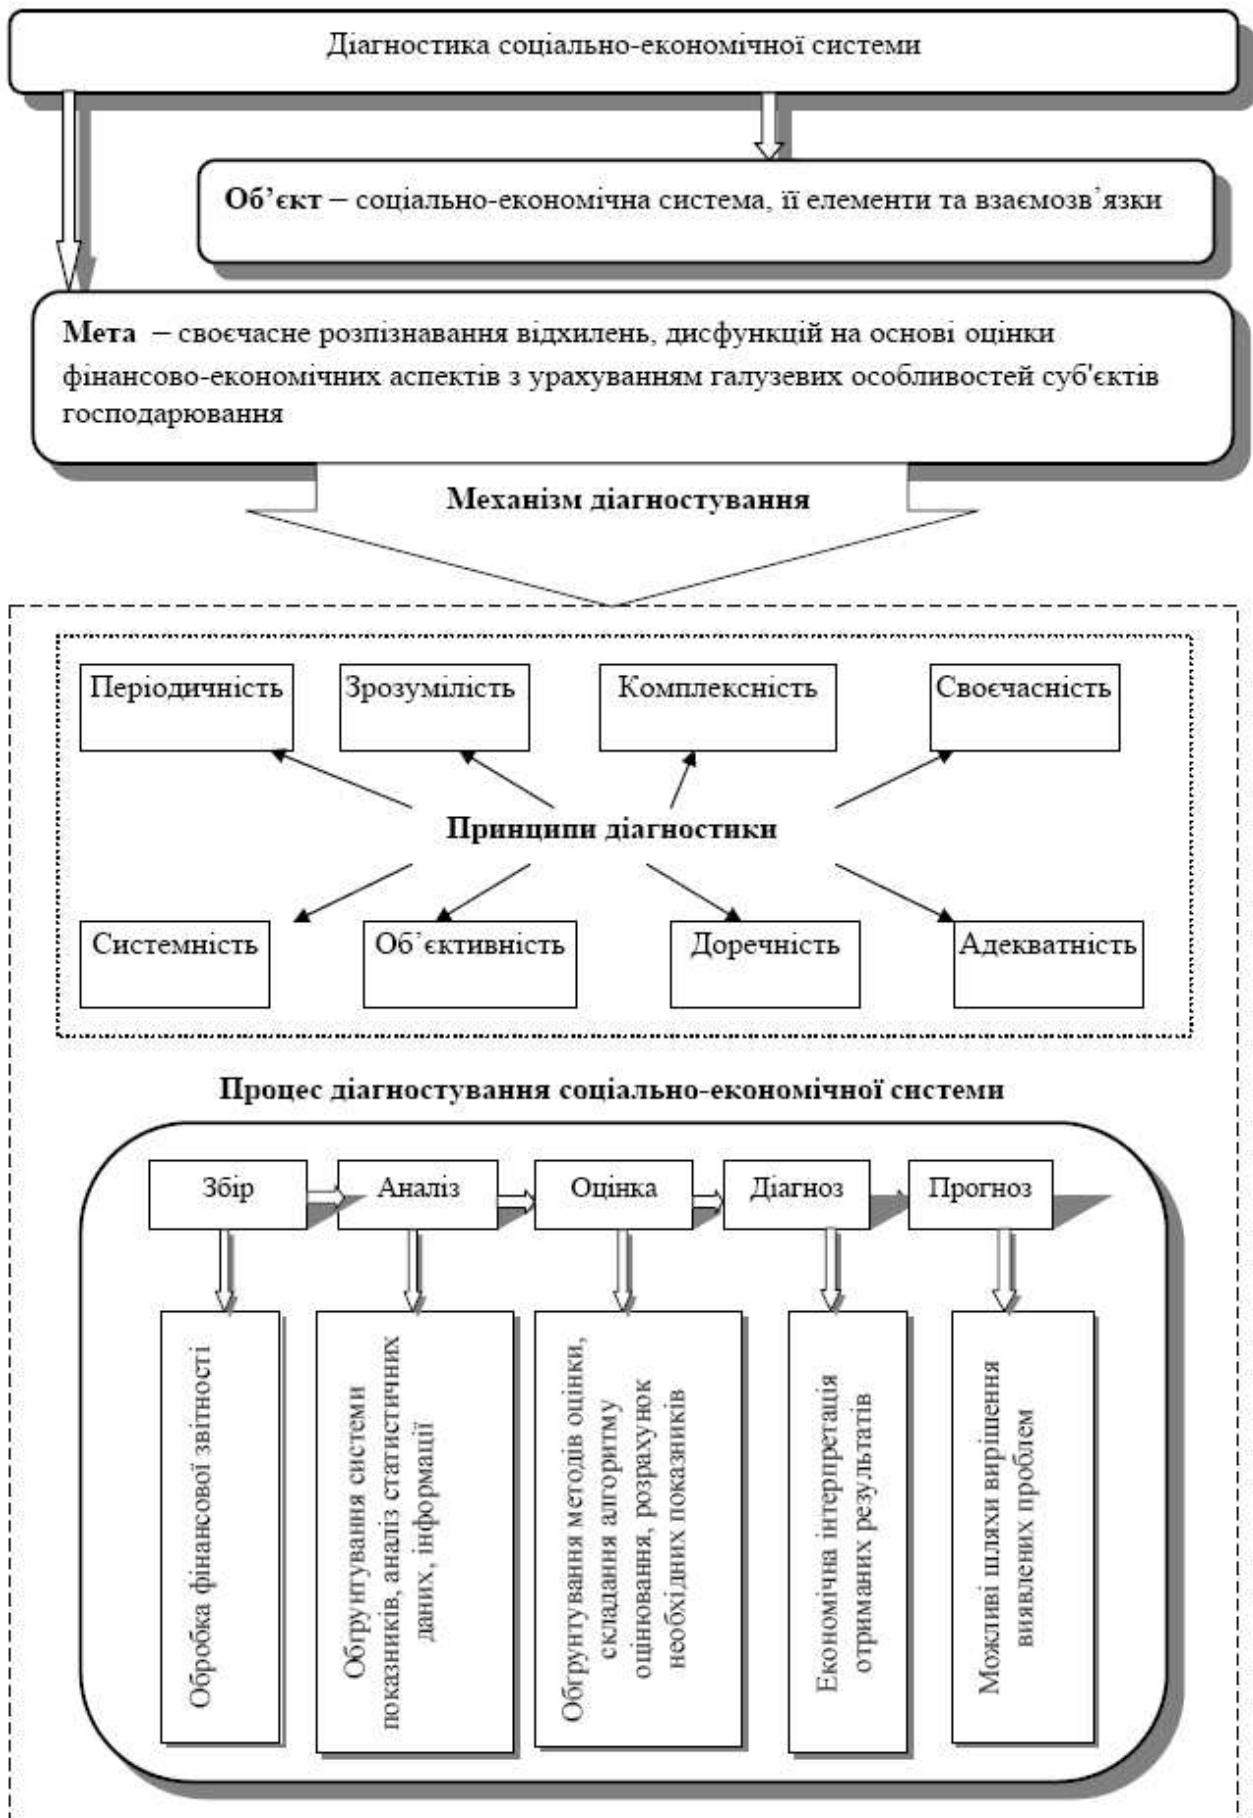 Діагностика соціально-економічної системи
Об’єкт – соціально-економічна система, її елементи та взаємозв’язки
Мета – своєчасне розпізнавання відхилень, дисфункцій на основі оцінки
фінансово-економічних аспектів з урахуванням галузевих особливостей суб'єктів
господарювання
Механізм діагностування
Періодичність
Зрозумілість
Комплексність
Своєчасність
Принципи діагностики
Системність
Об’єктивність
Доречність
Адекватність
Процес діагностування соціально-економічної системи
Збір
Аналіз
Оцінка
Діагноз
Прогноз
Обробка фінансової звітності
Обгрунтування системи
показників, аналіз статистичних
даних, інформації
Обгрунтування методів оцінки,
складання алгоритму
оцінювання, розрахунок
необхідних показників
Економічна інтерпретація
отриманих результатів
Можливі шляхи вирішення
виявлених проблем